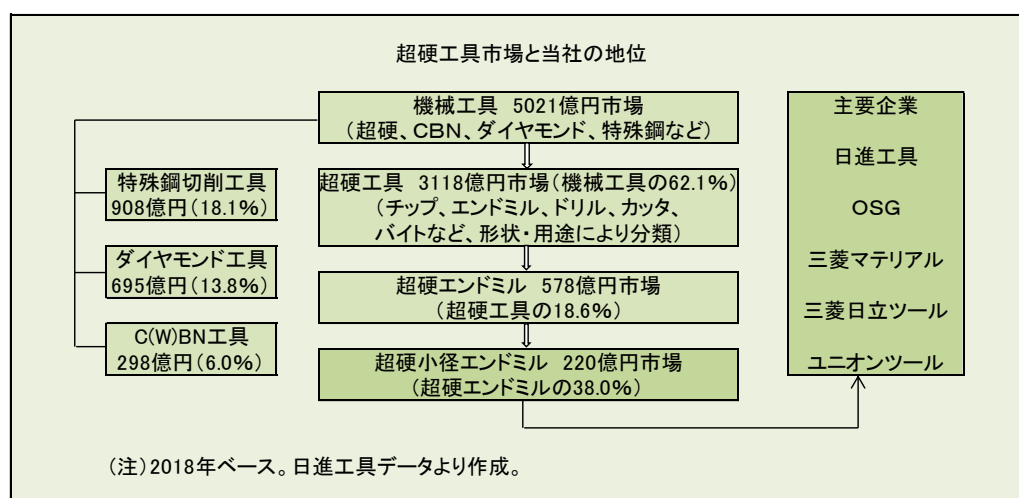 超硬工具市場と当社の地位
機械工具 5021億円市場
(超硬、CBN、ダイヤモンド、特殊鋼など)
超硬工具 3118億円市場(機械工具の62.1%)
(チップ、エンドミル、ドリル、カッタ、
バイトなど、形状・用途により分類)
超硬エンドミル 578億円市場
(超硬工具の18.6%)
超硬小径エンドミル 220億円市場
(超硬エンドミルの38.0%)
特殊鋼切削工具
908億円(18.1%)
ダイヤモンド工具
695億円(13.8%)
C(W)BN工具
298億円(6.0%)
主要企業
日進工具
OSG
三菱マテリアル
三菱日立ツール
ユニオンツール
(注)2018年ベース。日進工具データより作成。